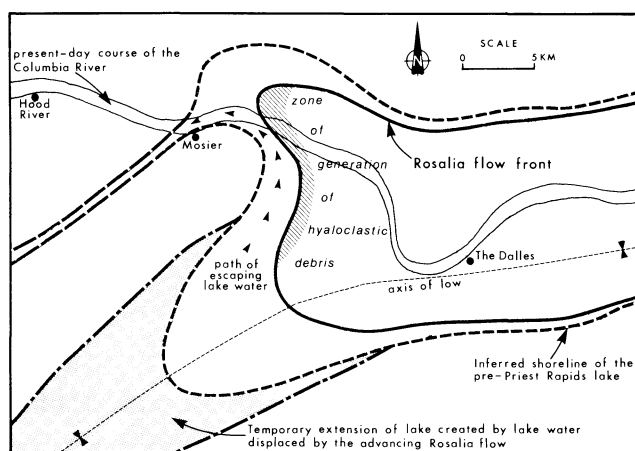 present-day course of the
Columbia River
SCALE
0 5 KM
N
Hood
River
Mosier
zone
of
generation
of
hyaloclastic
debris
Rosalia flow front
path of
escaping
lake water
The Dalles
axis of low
Inferred shoreline of the
pre-Priest Rapids lake
Temporary extension of lake created by lake water
displaced by the advancing Rosalia flow